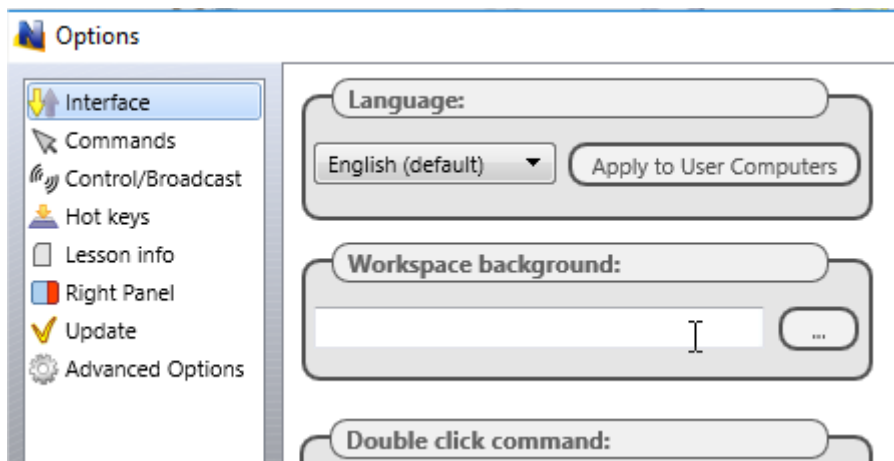 Options
Interface
Commands
Control/Broadcast
Hot keys
Lesson info
Right Panel
Update
Advanced Options
Language:
English (default)
Apply to User Computers
Workspace background:
...
Double click command: